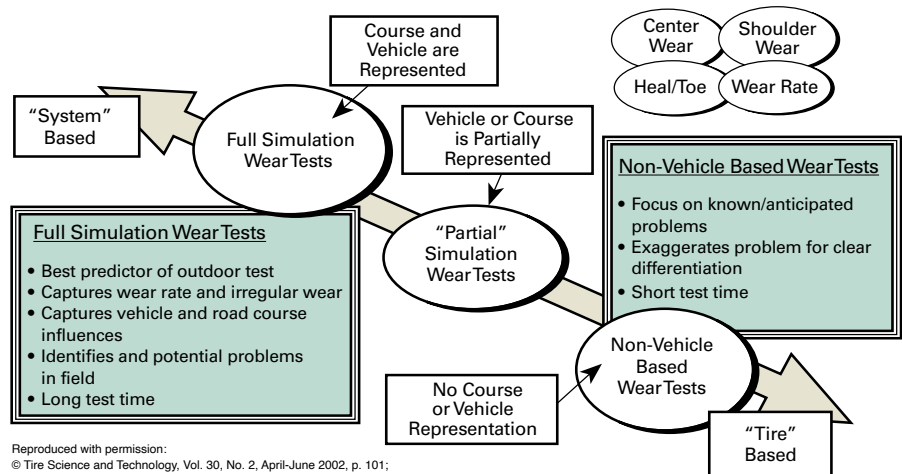 Course and
Vehicle are
Represented
Center
Wear
Shoulder
Wear
Heal/Toe
Wear Rate
"System"
Based
Full Simulation
Wear Tests
Vehicle or Course
is Partially
Represented
Non-Vehicle Based Wear Tests
• Focus on known/anticipated
problems
• Exaggerates problem for clear
differentiation
• Short test time
Full Simulation Wear Tests
• Best predictor of outdoor test
• Captures wear rate and irregular wear
• Captures vehicle and road course
influences
• Identifies and potential problems
in field
• Long test time
"Partial"
Simulation
Wear Tests
Non-Vehicle
Based
Wear Tests
No Course
or Vehicle
Representation
"Tire"
Based
Reproduced with permission:
© Tire Science and Technology, Vol. 30, No. 2, April-June 2002, p. 101;